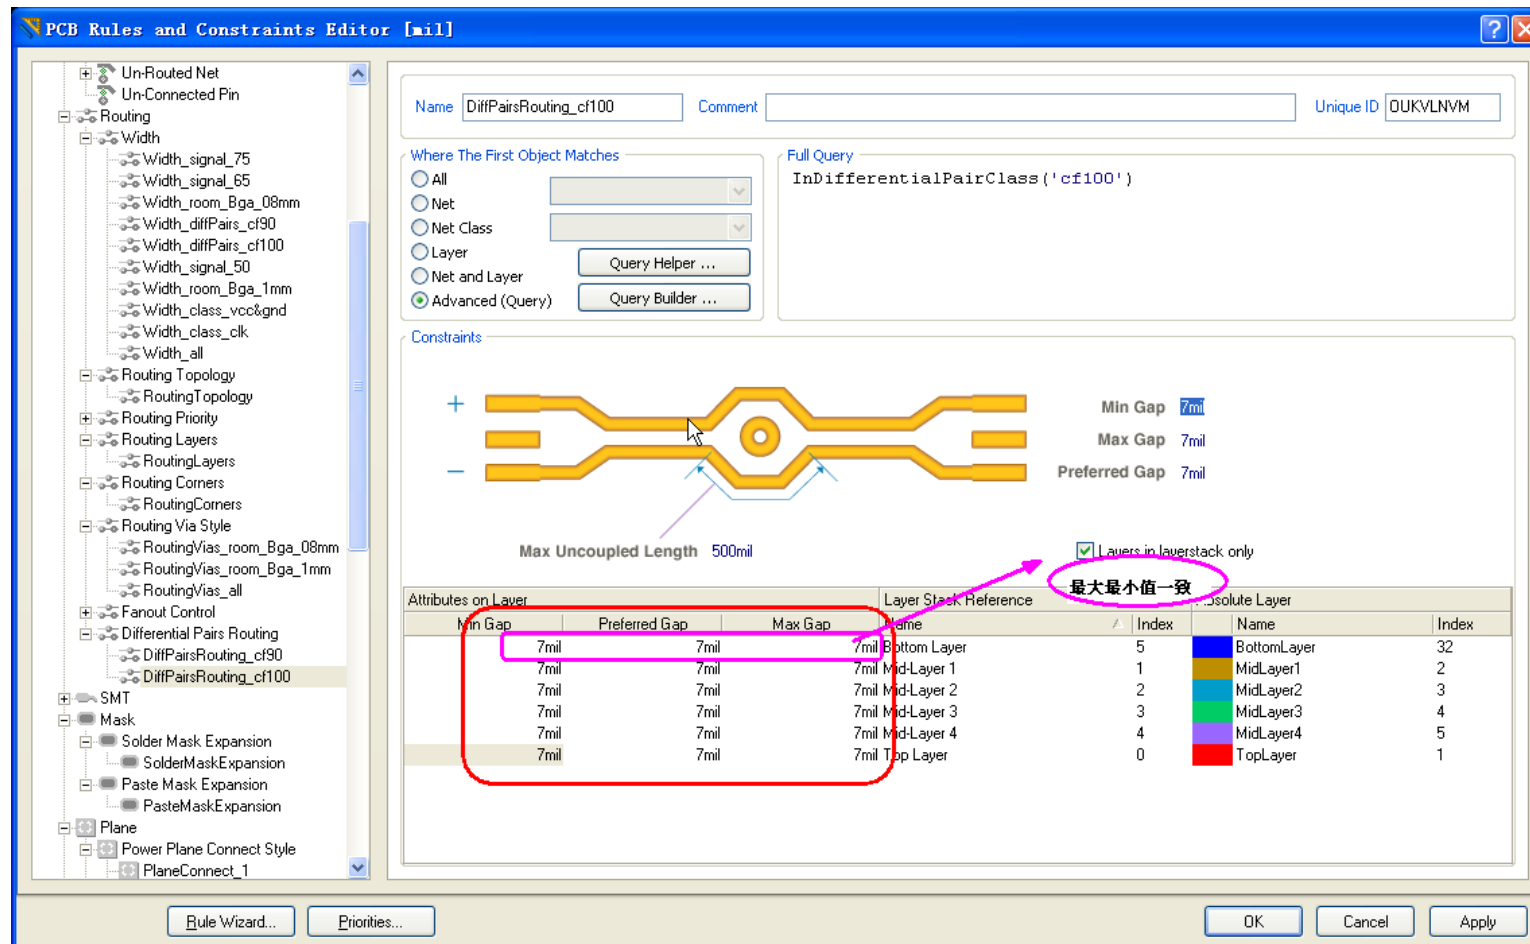 PCB Rules and Constraints Editor [mil]
Un-Routed Net
Un-Connected Pin
Routing
Width
Width_signal_75
Width_signal_65
Width_room_Bga_08mm
Width_diffPairs_cf90
Width_diffPairs_cf100
Width_signal_50
Width_room_Bga_1mm
Width_class_vcc&gnd
Width_class_clk
Width_all
Routing Topology
RoutingTopology
Routing Priority
Routing Layers
RoutingLayers
Routing Corners
RoutingCorners
Routing Via Style
RoutingVias_room_Bga_08mm
RoutingVias_room_Bga_1mm
RoutingVias_all
Fanout Control
Differential Pairs Routing
DiffPairsRouting_cf90
DiffPairsRouting_cf100
SMT
Mask
Solder Mask Expansion
SolderMaskExpansion
Paste Mask Expansion
PasteMaskExpansion
Plane
Power Plane Connect Style
PlaneConnect_1
Name DiffPairsRouting_cf100 Comment Unique ID OUKVLNVM
Where The First Object Matches
All
Net
Net Class
Layer
Net and Layer
Advanced (Query)
Query Helper ...
Query Builder ...
Full Query
InDifferentialPairClass('cf100')
Constraints
+
−
Min Gap 7mil
Max Gap 7mil
Preferred Gap 7mil
Max Uncoupled Length 500mil
Layers in layerstack only
最大最小值一致
Attributes on Layer Layer Stack Reference Absolute Layer
Min Gap Preferred Gap Max Gap Name Index Name Index
7mil 7mil 7mil Bottom Layer 5 BottomLayer 32
7mil 7mil 7mil Mid-Layer 1 1 MidLayer1 2
7mil 7mil 7mil Mid-Layer 2 2 MidLayer2 3
7mil 7mil 7mil Mid-Layer 3 3 MidLayer3 4
7mil 7mil 7mil Mid-Layer 4 4 MidLayer4 5
7mil 7mil 7mil Top Layer 0 TopLayer 1
Rule Wizard... Priorities... OK Cancel Apply